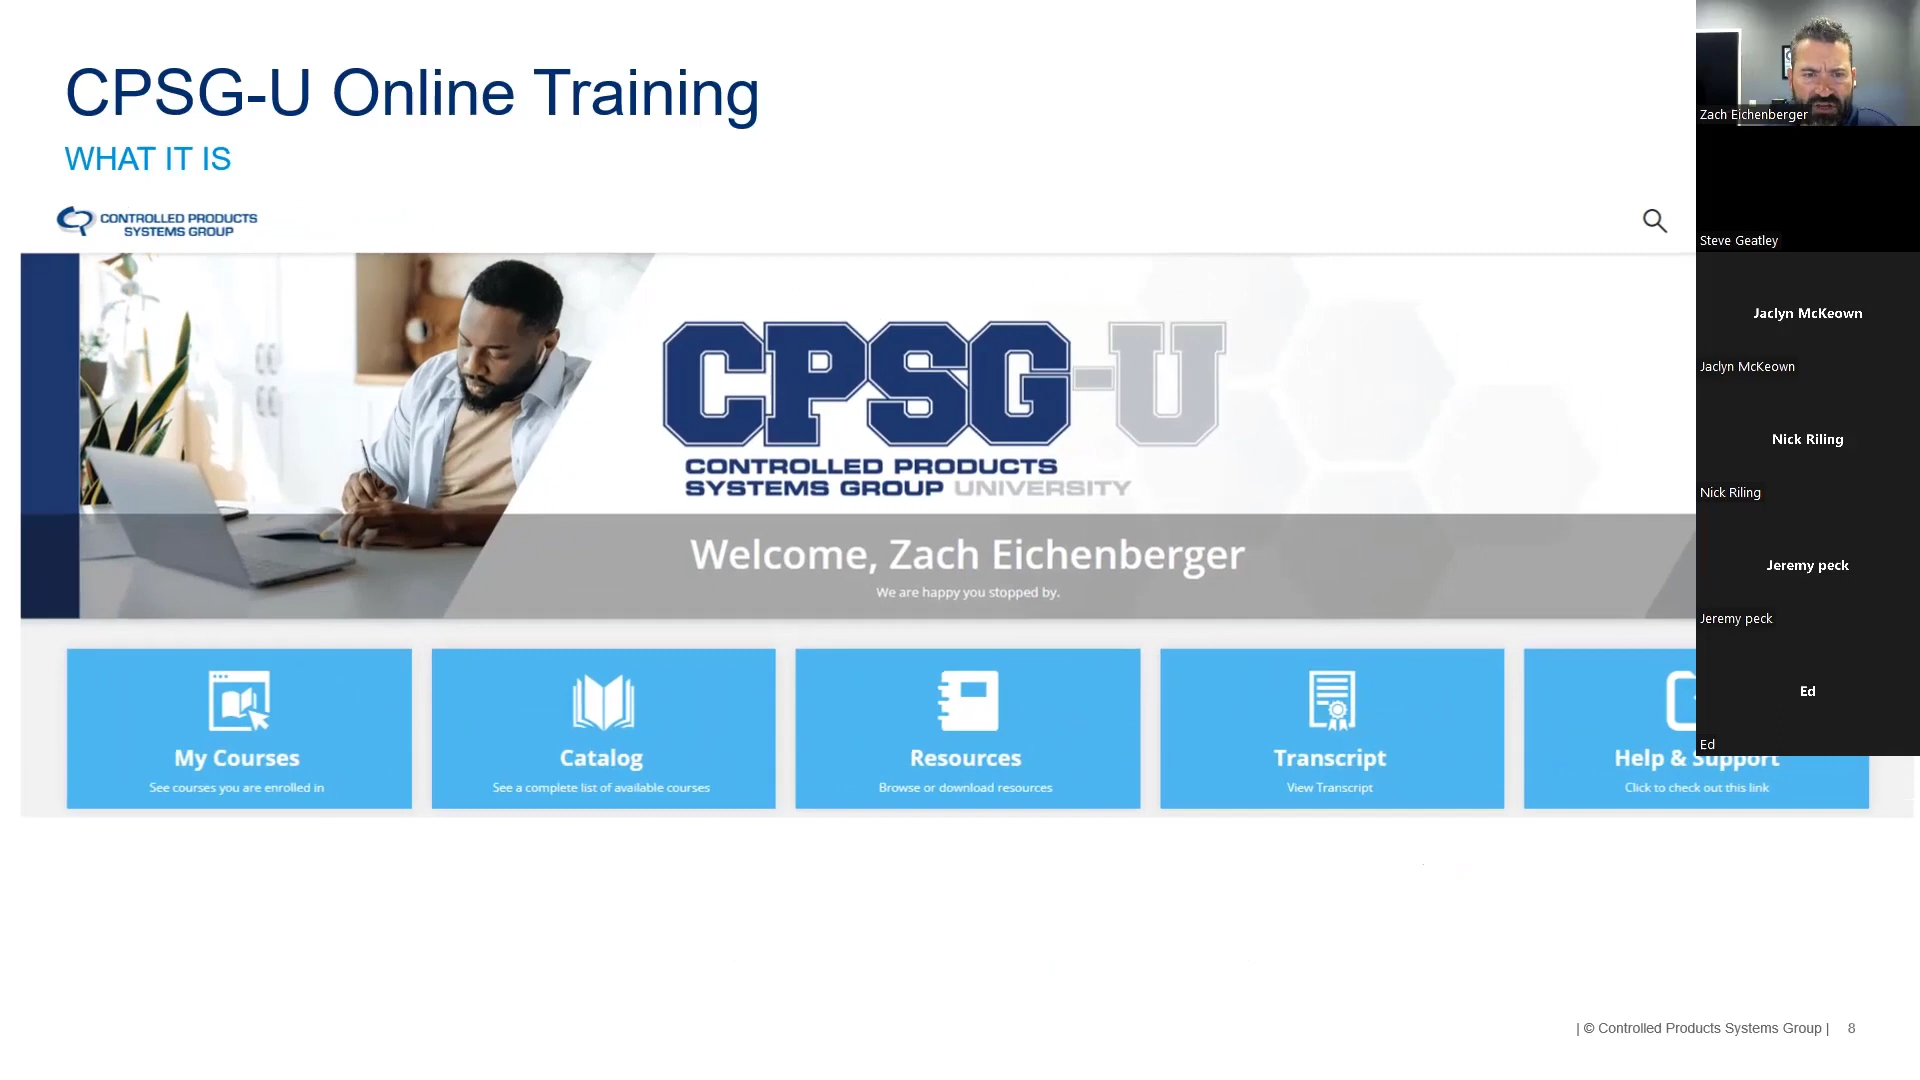 CPSG-U Online Training
WHAT IT IS
CONTROLLED PRODUCTS
SYSTEMS GROUP
CPSG-U
CONTROLLED PRODUCTS
SYSTEMS GROUP UNIVERSITY
Welcome, Zach Eichenberger
We are happy you stopped by.
My Courses
See courses you are enrolled in
Catalog
See a complete list of available courses
Resources
Browse or download resources
Transcript
View Transcript
Help & Support
Click to check out this link
Zach Eichenberger
Steve Geatley
Jaclyn McKeown
Jaclyn McKeown
Nick Riling
Nick Riling
Jeremy peck
Jeremy peck
Ed
Ed
| © Controlled Products Systems Group | 8